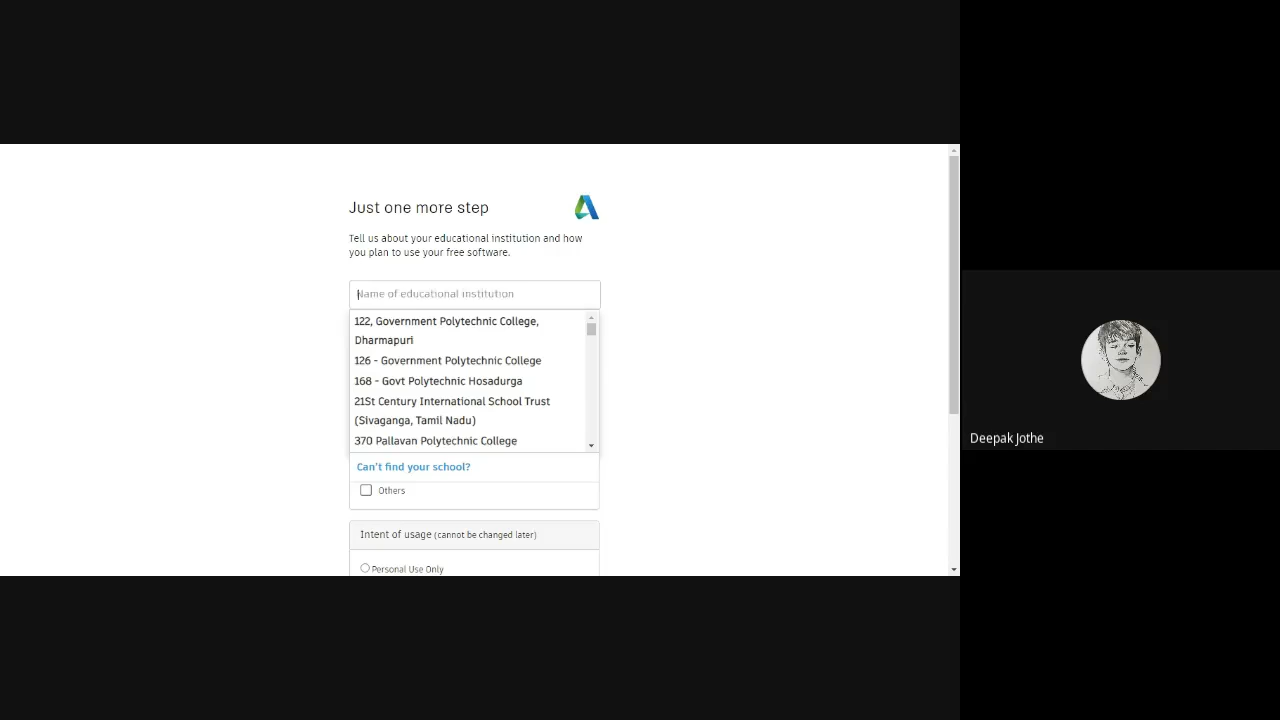 Just one more step
Tell us about your educational institution and how
you plan to use your free software.
Name of educational institution
122, Government Polytechnic College,
Dharmapuri
126 - Government Polytechnic College
168 - Govt Polytechnic Hosadurga
21St Century International School Trust
(Sivaganga, Tamil Nadu)
370 Pallavan Polytechnic College
Can't find your school?
Others
Intent of usage (cannot be changed later)
Personal Use Only
Deepak Jothe